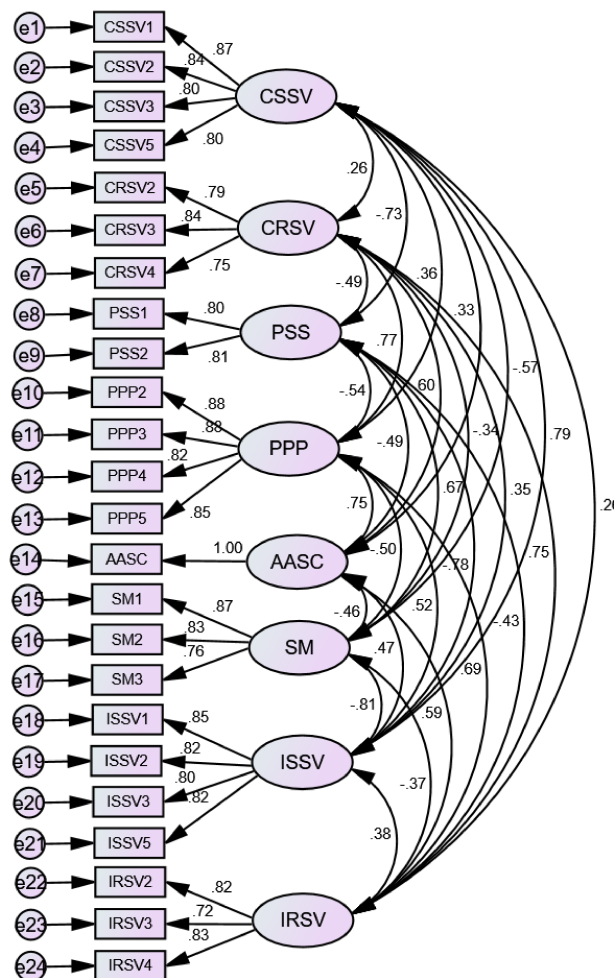 e1 CSSV1 .87
e2 CSSV2 .84
e3 CSSV3 .80
CSSV
e4 CSSV5 .80
e5 CRSV2 .79
.26
e6 CRSV3 .84
CRSV
-.73
e7 CRSV4 .75
-.49 .36
e8 PSS1 .80
.33
PSS
.77
e9 PSS2 .81
-.57
e10 PPP2 .88
-.54 .60
e11 PPP3 .88
-.34 .79
PPP
-.49
e12 PPP4 .82
.67 .35
e13 PPP5 .85
.75
e14 AASC 1.00
AASC
-.50 -.78 .75
e15 SM1 .87
-.46 .52
e16 SM2 .83
-.43
SM
.47
e17 SM3 .76
.69
e18 ISSV1 .85
-.81 .59
e19 ISSV2 .82
ISSV
e20 ISSV3 .80
-.37
e21 ISSV5 .82
.38
e22 IRSV2 .82
e23 IRSV3 .72
IRSV
e24 IRSV4 .83